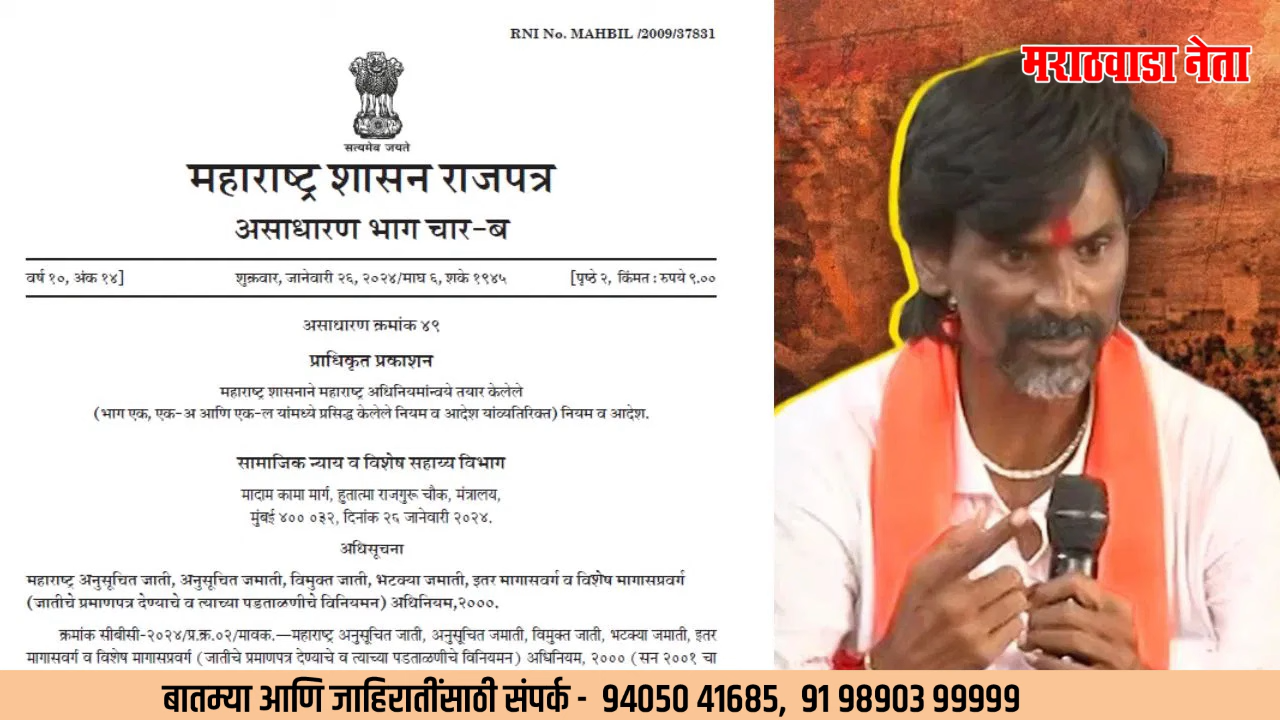 RNI No. MAHBIL /2009/37831
सत्यमेव जयते
महाराष्ट्र शासन राजपत्र
असाधारण भाग चार-ब
वर्ष १०, अंक १४]
शुक्रवार, जानेवारी २६, २०२४/माघ ६, शके १९४५
[पृष्ठे २, किंमत : रुपये ९.००
असाधारण क्रमांक ४९
प्राधिकृत प्रकाशन
महाराष्ट्र शासनाने महाराष्ट्र अधिनियमांन्वये तयार केलेले
(भाग एक, एक-अ आणि एक-ल यांमध्ये प्रसिद्ध केलेले नियम व आदेश यांव्यतिरिक्त) नियम व आदेश.
सामाजिक न्याय व विशेष सहाय्य विभाग
मादाम कामा मार्ग, हुतात्मा राजगुरू चौक, मंत्रालय,
मुंबई ४०० ०३२, दिनांक २६ जानेवारी २०२४.
अधिसूचना
महाराष्ट्र अनुसूचित जाती, अनुसूचित जमाती, विमुक्त जाती, भटक्या जमाती, इतर मागासवर्ग व विशेष मागासप्रवर्ग
(जातीचे प्रमाणपत्र देण्याचे व त्याच्या पडताळणीचे विनियमन) अधिनियम,२०००.
क्रमांक सीबीसी-२०२४/प्र.क्र.०२/मावक.—महाराष्ट्र अनुसूचित जाती, अनुसूचित जमाती, विमुक्त जाती, भटक्या जमाती, इतर
मागासवर्ग व विशेष मागासप्रवर्ग (जातीचे प्रमाणपत्र देण्याचे व त्याच्या पडताळणीचे विनियमन) अधिनियम, २००० (सन २००१ चा
मराठवाडा नेता
बातम्या आणि जाहिरातींसाठी संपर्क - 94050 41685, 91 98903 99999